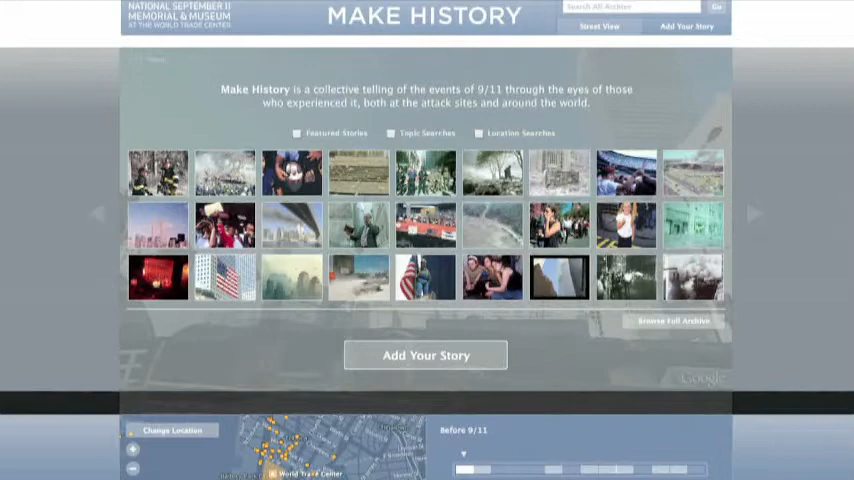 NATIONAL SEPTEMBER 11
MEMORIAL & MUSEUM
AT THE WORLD TRADE CENTER
MAKE HISTORY
Search All Archive
Go
Street View
Add Your Story
Make History is a collective telling of the events of 9/11 through the eyes of those
who experienced it, both at the attack sites and around the world.
Featured Stories
Topic Searches
Location Searches
Browse Full Archive
Add Your Story
Google
Change Location
World Trade Center
Before 9/11